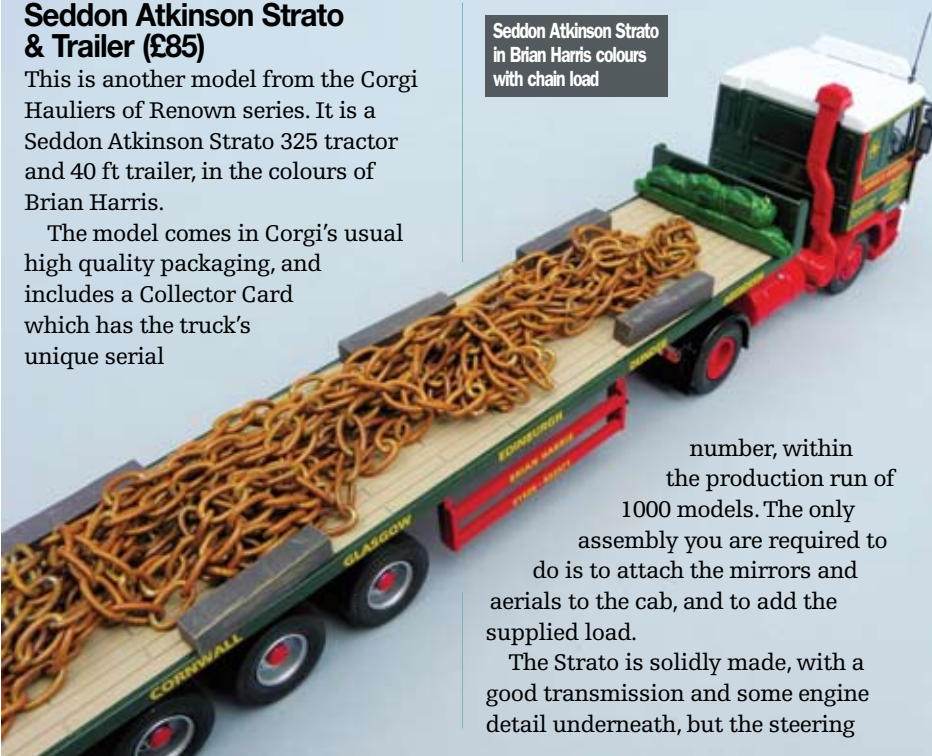 Seddon Atkinson Strato
& Trailer (£85)
This is another model from the Corgi
Hauliers of Renown series. It is a
Seddon Atkinson Strato 325 tractor
and 40 ft trailer, in the colours of
Brian Harris.
The model comes in Corgi’s usual
high quality packaging, and
includes a Collector Card
which has the truck’s
unique serial
number, within
the production run of
1000 models. The only
assembly you are required to
do is to attach the mirrors and
aerials to the cab, and to add the
supplied load.
The Strato is solidly made, with a
good transmission and some engine
detail underneath, but the steering
Seddon Atkinson Strato
in Brian Harris colours
with chain load
ABERDEEN
DUNDEE
EDINBURGH
BRIAN HARRIS
GLASGOW
CORNWALL